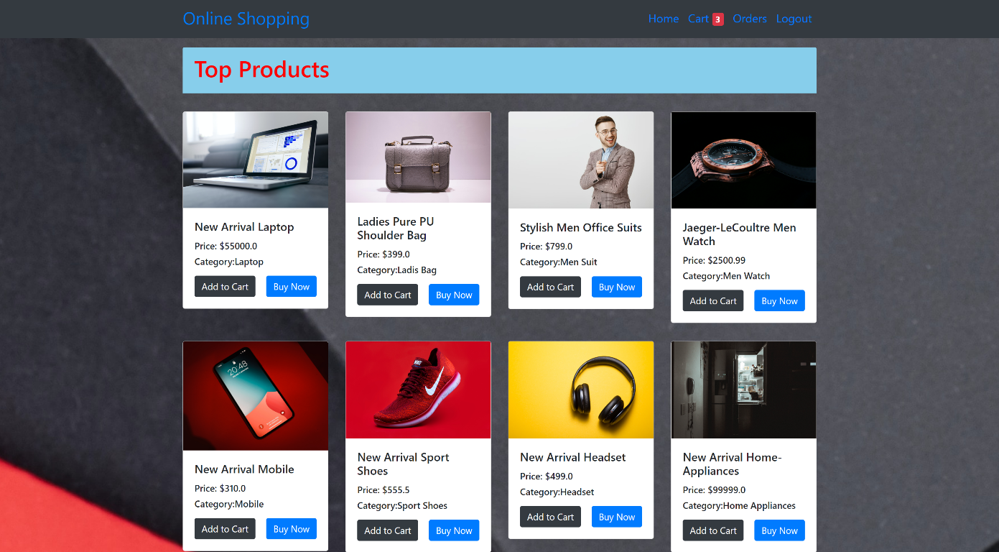 Online Shopping
Home Cart 3 Orders Logout
Top Products
New Arrival Laptop
Price: $55000.0
Category:Laptop
Add to Cart Buy Now
Ladies Pure PU
Shoulder Bag
Price: $399.0
Category:Ladis Bag
Add to Cart Buy Now
Stylish Men Office Suits
Price: $799.0
Category:Men Suit
Add to Cart Buy Now
Jaeger-LeCoultre Men
Watch
Price: $2500.99
Category:Men Watch
Add to Cart Buy Now
20 48
New Arrival Mobile
Price: $310.0
Category:Mobile
Add to Cart Buy Now
NIKE
New Arrival Sport
Shoes
Price: $555.5
Category:Sport Shoes
Add to Cart Buy Now
New Arrival Headset
Price: $499.0
Category:Headset
Add to Cart Buy Now
New Arrival Home-
Appliances
Price: $99999.0
Category:Home Appliances
Add to Cart Buy Now